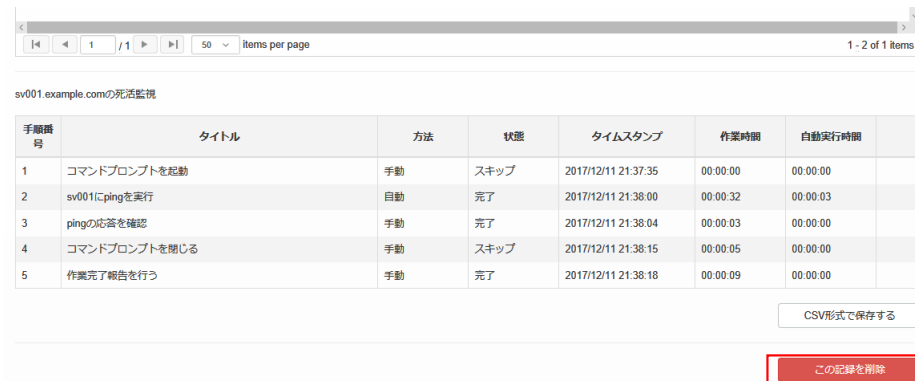 1 / 1 50 items per page 1 - 2 of 1 items
sv001.example.comの死活監視
手順番号 タイトル 方法 状態 タイムスタンプ 作業時間 自動実行時間
1 コマンドプロンプトを起動 手動 スキップ 2017/12/11 21:37:35 00:00:00 00:00:00
2 sv001にpingを実行 自動 完了 2017/12/11 21:38:00 00:00:32 00:00:03
3 pingの応答を確認 手動 完了 2017/12/11 21:38:04 00:00:03 00:00:00
4 コマンドプロンプトを閉じる 手動 スキップ 2017/12/11 21:38:15 00:00:05 00:00:00
5 作業完了報告を行う 手動 完了 2017/12/11 21:38:18 00:00:09 00:00:00
CSV形式で保存する
この記録を削除